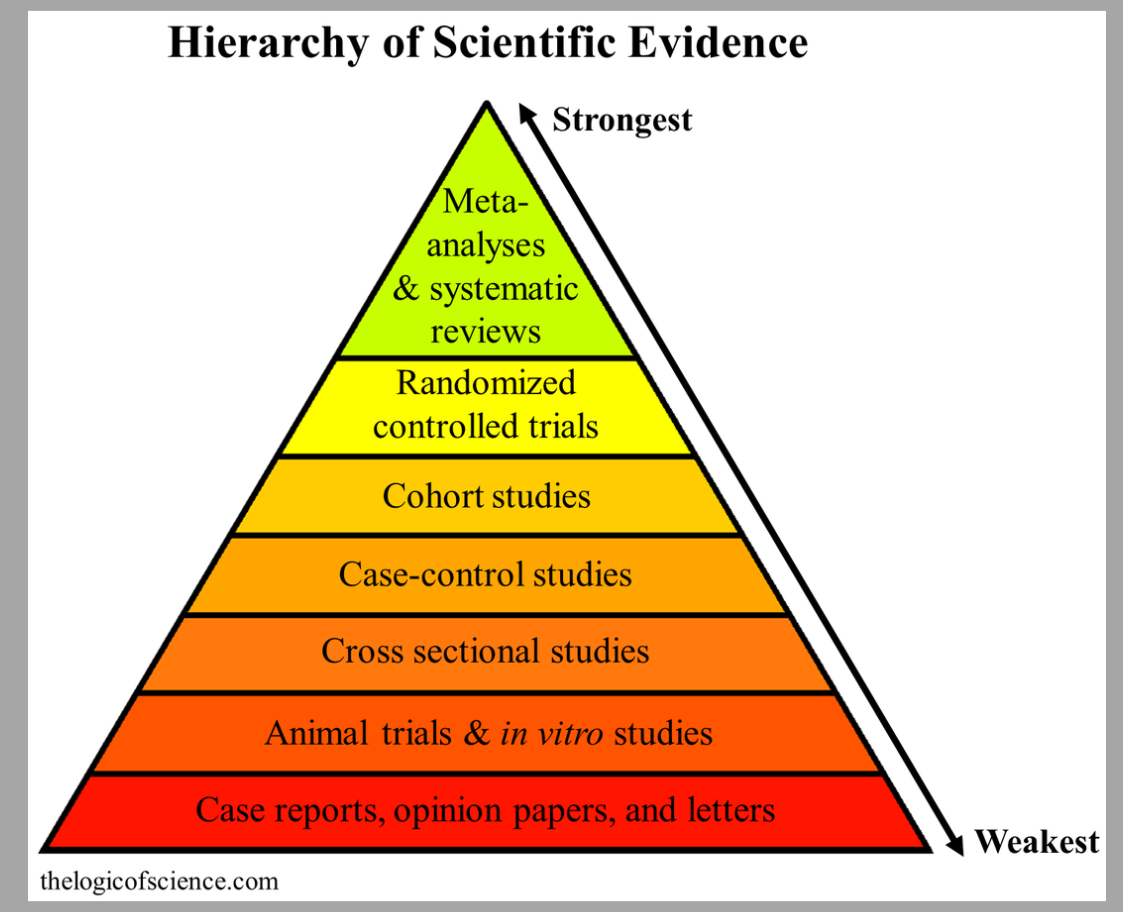 Hierarchy of Scientific Evidence
Strongest
Meta-
analyses
& systematic
reviews
Randomized
controlled trials
Cohort studies
Case-control studies
Cross sectional studies
Animal trials & in vitro studies
Case reports, opinion papers, and letters
Weakest
thelogicofscience.com